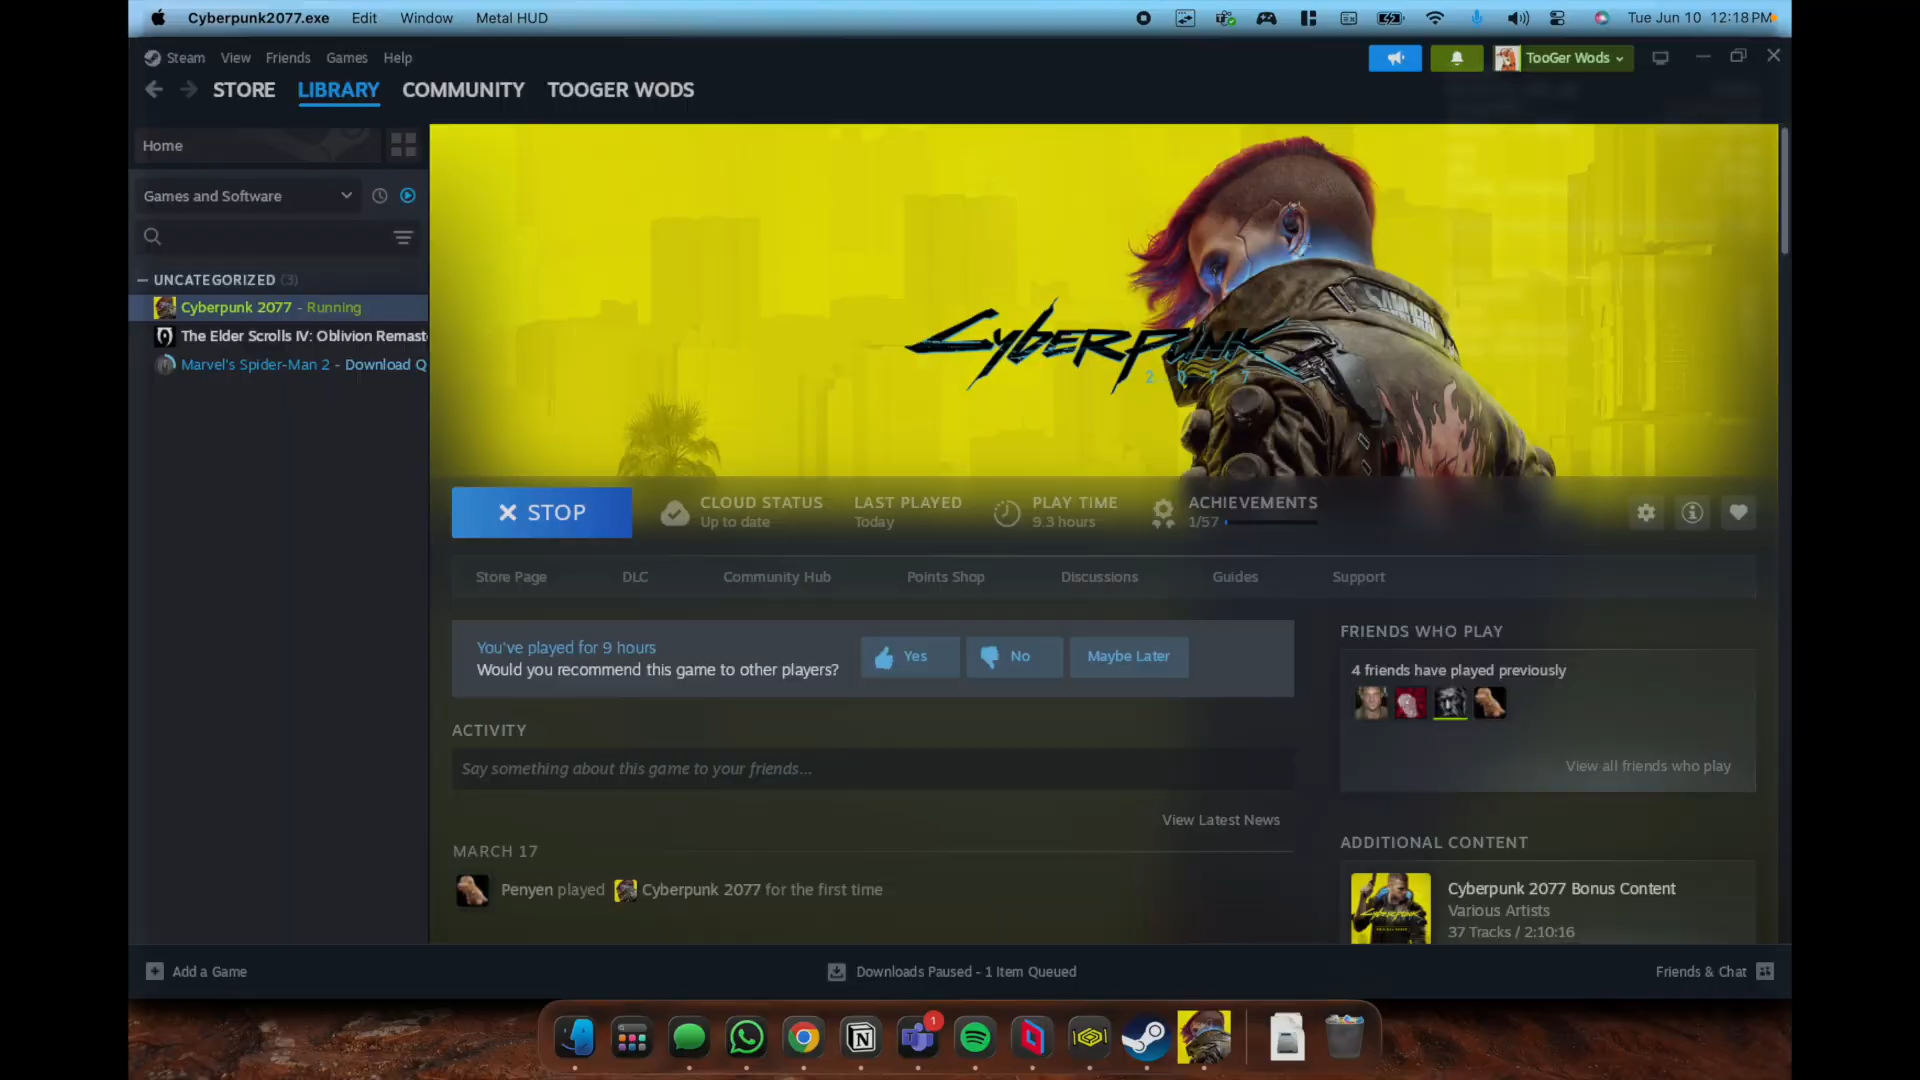 Cyberpunk2077.exe Edit Window Metal HUD Tue Jun 10 12:18 PM
Steam View Friends Games Help TooGer Wods
STORE LIBRARY COMMUNITY TOOGER WODS
Home
Games and Software
UNCATEGORIZED (3)
Cyberpunk 2077 - Running
The Elder Scrolls IV: Oblivion Remast
Marvel's Spider-Man 2 - Download Q
CYBERPUNK
2077
SAMURAI
STOP
CLOUD STATUS
Up to date
LAST PLAYED
Today
PLAY TIME
9.3 hours
ACHIEVEMENTS
1/57
Store Page DLC Community Hub Points Shop Discussions Guides Support
You've played for 9 hours
Would you recommend this game to other players?
Yes No Maybe Later
FRIENDS WHO PLAY
4 friends have played previously
View all friends who play
ACTIVITY
Say something about this game to your friends...
View Latest News
MARCH 17
Penyen played Cyberpunk 2077 for the first time
ADDITIONAL CONTENT
Cyberpunk 2077 Bonus Content
Various Artists
37 Tracks / 2:10:16
CYBERPUNK
Add a Game
Downloads Paused - 1 Item Queued
Friends & Chat
1